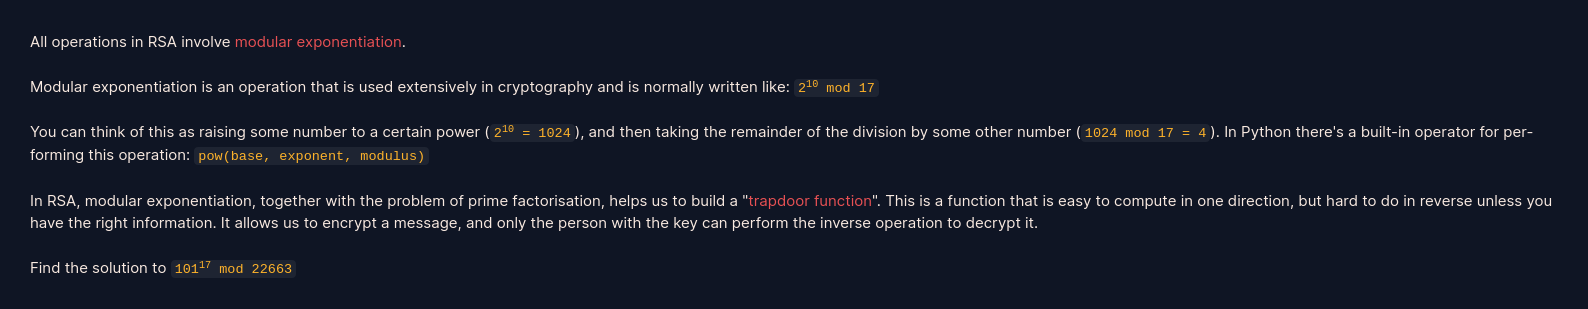 All operations in RSA involve modular exponentiation.
Modular exponentiation is an operation that is used extensively in cryptography and is normally written like: 2¹⁰ mod 17
You can think of this as raising some number to a certain power (2¹⁰ = 1024), and then taking the remainder of the division by some other number (1024 mod 17 = 4). In Python there's a built-in operator for per-
forming this operation: pow(base, exponent, modulus)
In RSA, modular exponentiation, together with the problem of prime factorisation, helps us to build a "trapdoor function". This is a function that is easy to compute in one direction, but hard to do in reverse unless you
have the right information. It allows us to encrypt a message, and only the person with the key can perform the inverse operation to decrypt it.
Find the solution to 101¹⁷ mod 22663